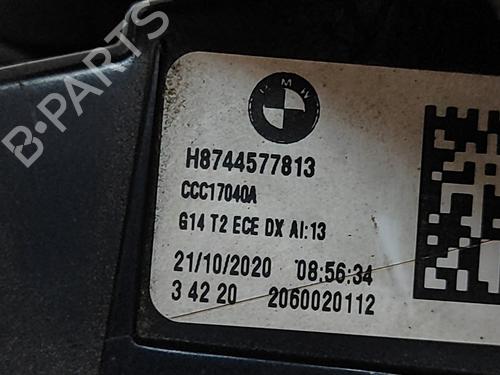 B-PARTS
BMW
H8744577813
CCC17040A
G14 T2 ECE DX AI:13
21/10/2020 08:56:34
3 42 20 2060020112